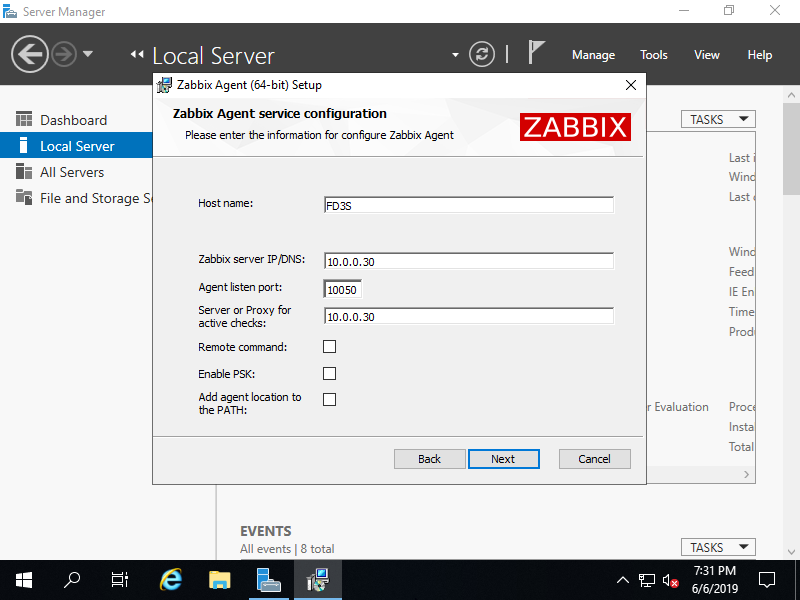 Server Manager
Local Server
Manage Tools View Help
Zabbix Agent (64-bit) Setup
Zabbix Agent service configuration
Please enter the information for configure Zabbix Agent
ZABBIX
Dashboard
Local Server
All Servers
File and Storage
TASKS
Host name: FD3S
Zabbix server IP/DNS: 10.0.0.30
Agent listen port: 10050
Server or Proxy for
active checks: 10.0.0.30
Remote command:
Enable PSK:
Add agent location to
the PATH:
Back Next Cancel
Last
Wind
Last
Wind
Feed
IE En
Time
Produ
r Evaluation Proce
Insta
Total
EVENTS
All events | 8 total
TASKS
7:31 PM
6/6/2019